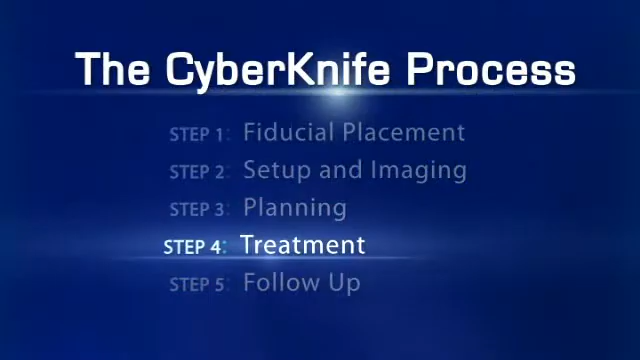 The CyberKnife Process
STEP 1: Fiducial Placement
STEP 2: Setup and Imaging
STEP 3: Planning
STEP 4: Treatment
STEP 5: Follow Up